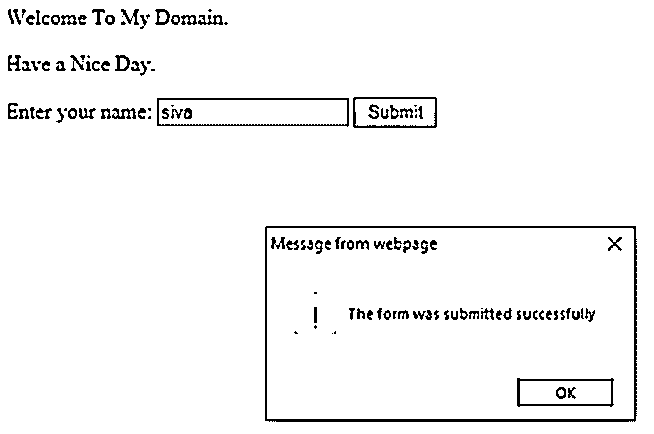 Welcome To My Domain.
Have a Nice Day.
Enter your name: siva Submit
Message from webpage
! The form was submitted successfully
OK